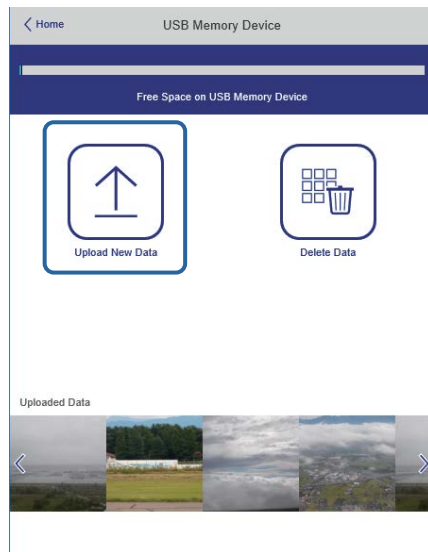 Home
USB Memory Device
Free Space on USB Memory Device
Upload New Data
Delete Data
Uploaded Data